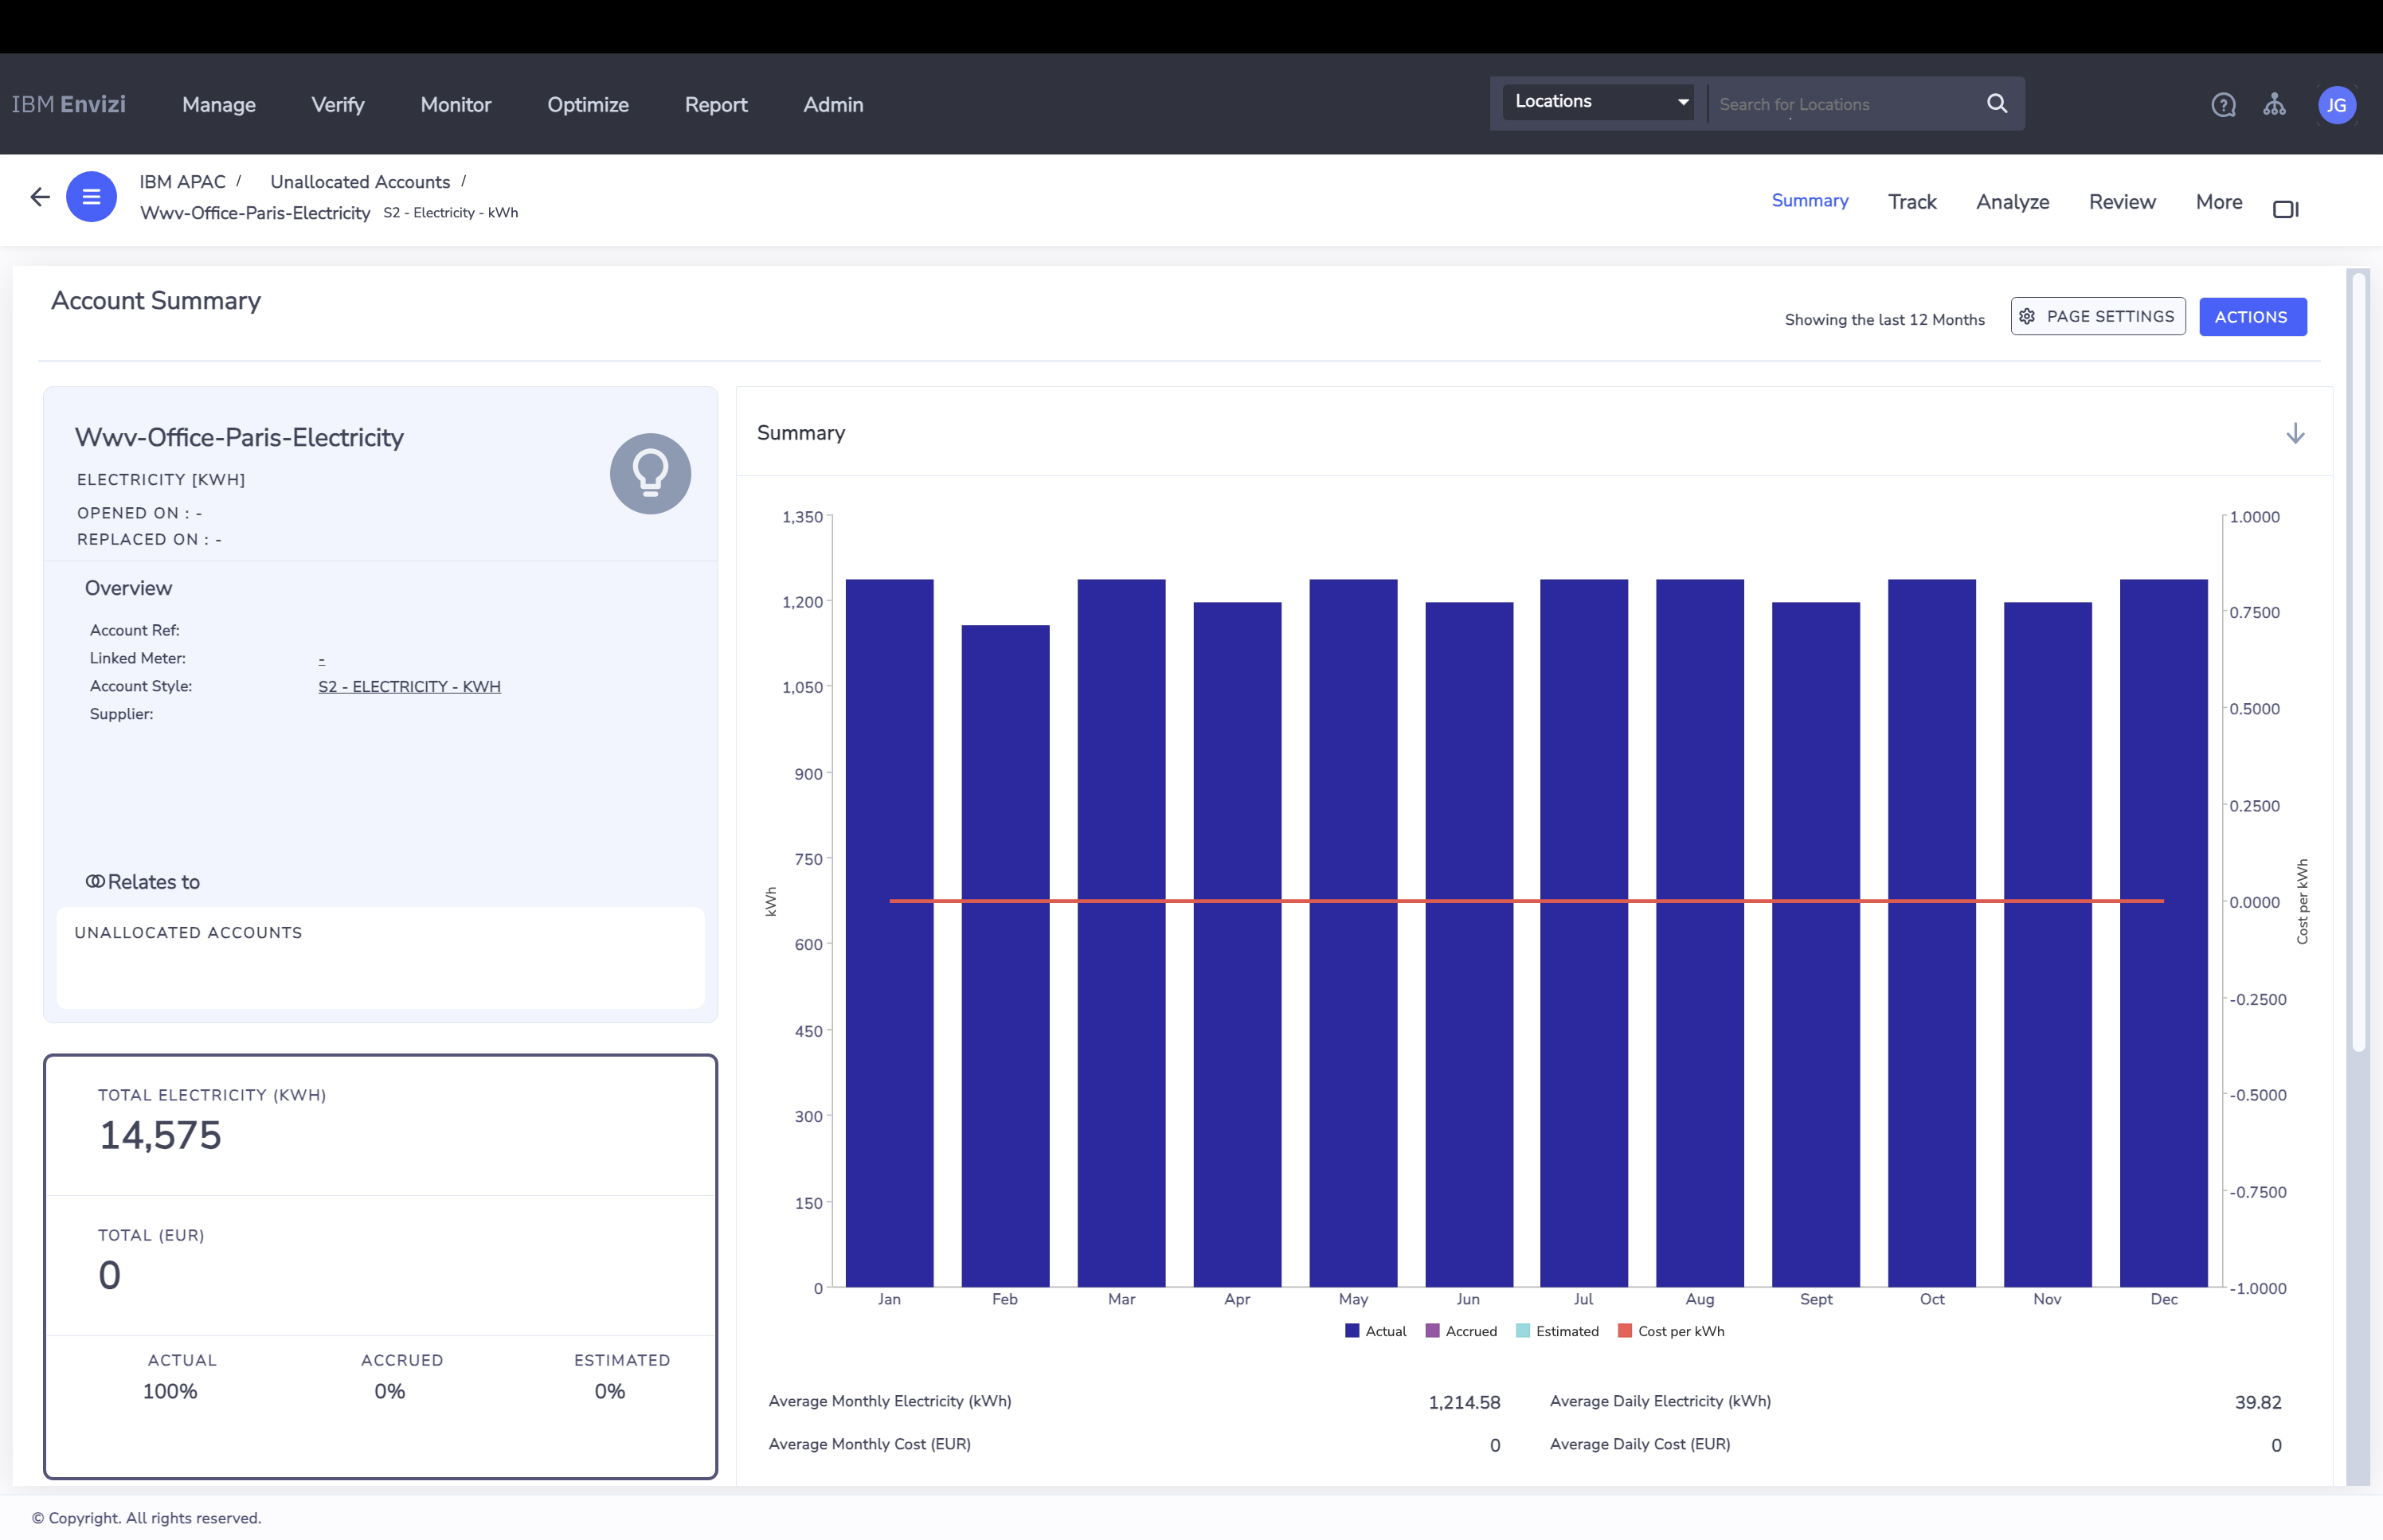 IBM Envizi Manage Verify Monitor Optimize Report Admin Locations Search for Locations JG
IBM APAC / Unallocated Accounts /
Wwv-Office-Paris-Electricity S2 - Electricity - kWh
Summary Track Analyze Review More
Account Summary
Showing the last 12 Months PAGE SETTINGS ACTIONS
Wwv-Office-Paris-Electricity
ELECTRICITY [KWH]
OPENED ON : -
REPLACED ON : -
Overview
Account Ref:
Linked Meter: -
Account Style: S2 - ELECTRICITY - KWH
Supplier:
Relates to
UNALLOCATED ACCOUNTS
TOTAL ELECTRICITY (KWH)
14,575
TOTAL (EUR)
0
ACTUAL ACCRUED ESTIMATED
100% 0% 0%
Summary
1,350
1,200
1,050
900
750
600
450
300
150
0
kWh
1.0000
0.7500
0.5000
0.2500
0.0000
-0.2500
-0.5000
-0.7500
-1.0000
Cost per kWh
Jan Feb Mar Apr May Jun Jul Aug Sept Oct Nov Dec
Actual Accrued Estimated Cost per kWh
Average Monthly Electricity (kWh) 1,214.58 Average Daily Electricity (kWh) 39.82
Average Monthly Cost (EUR) 0 Average Daily Cost (EUR) 0
© Copyright. All rights reserved.